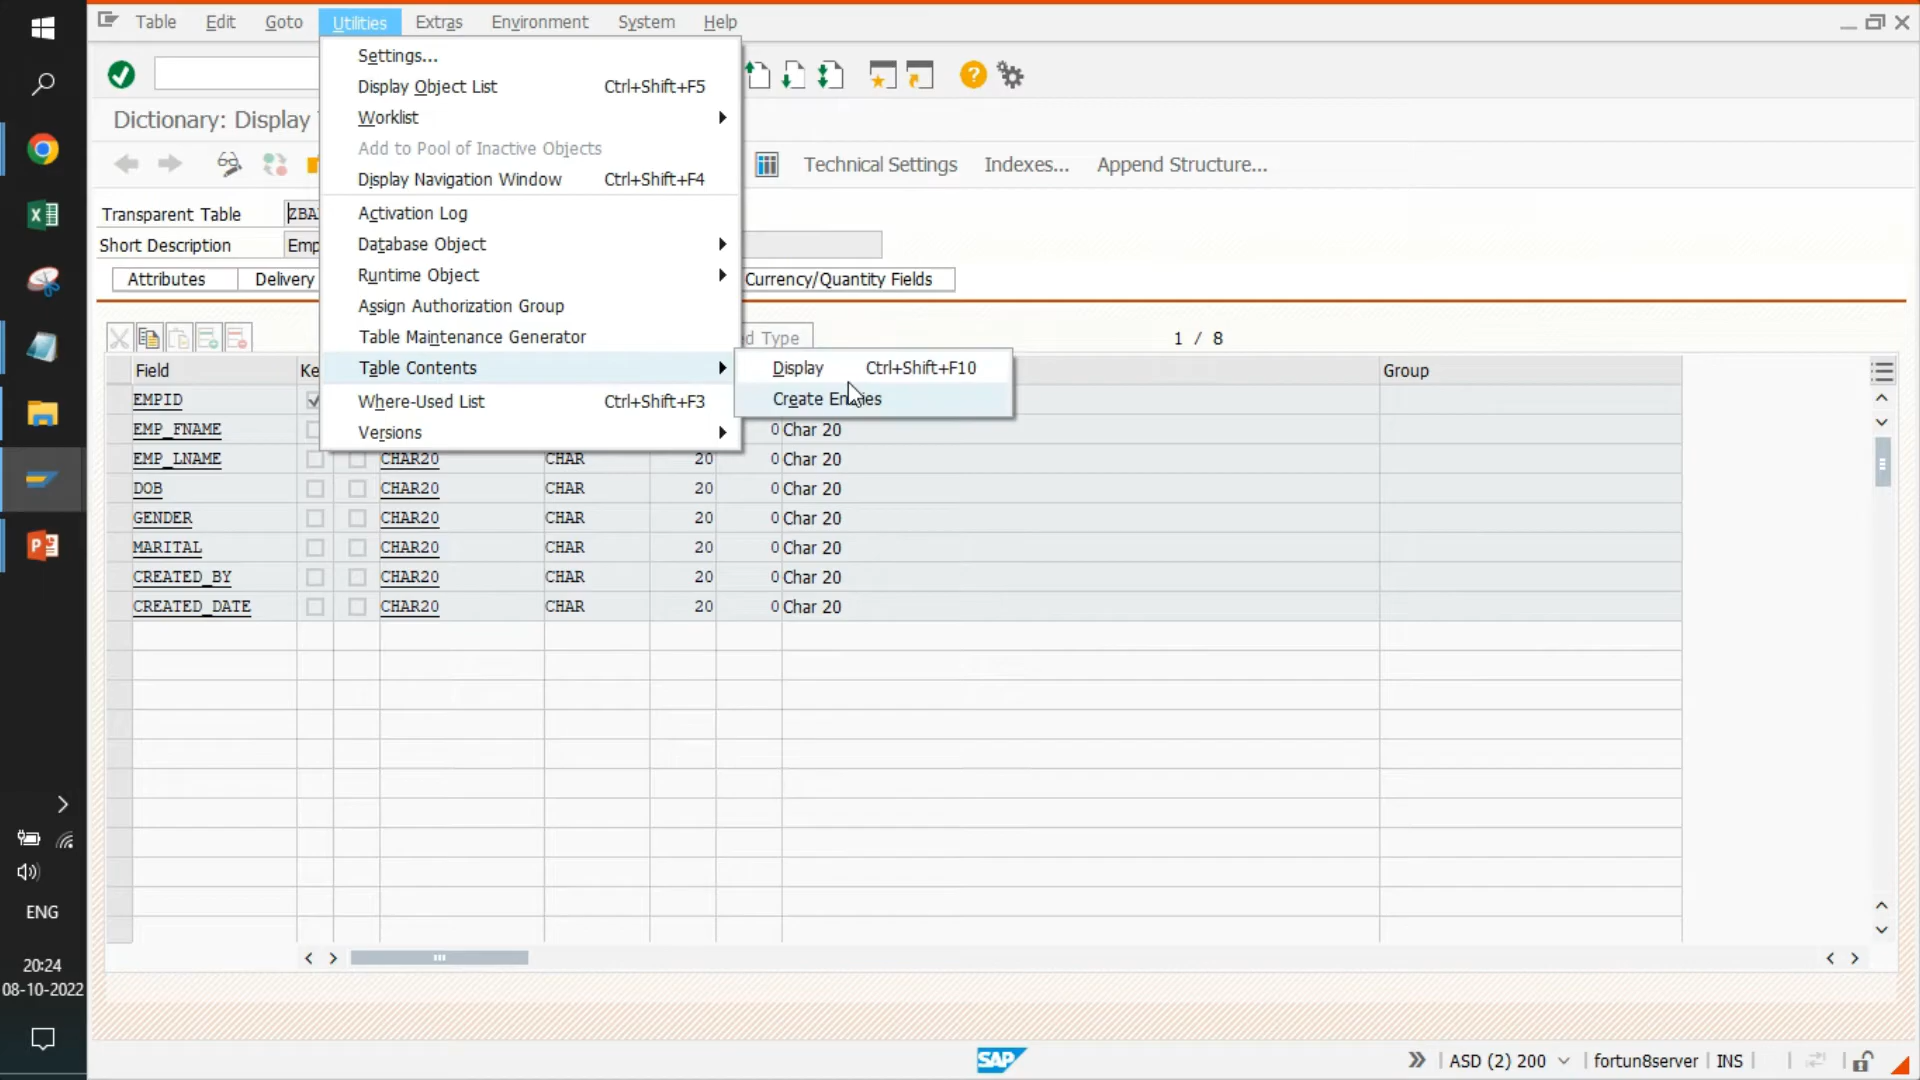 Table Edit Goto Utilities Extras Environment System Help
Settings...
Display Object List Ctrl+Shift+F5
Worklist
Add to Pool of Inactive Objects
Display Navigation Window Ctrl+Shift+F4
Activation Log
Database Object
Runtime Object
Assign Authorization Group
Table Maintenance Generator
Table Contents
Where-Used List Ctrl+Shift+F3
Versions
Display Ctrl+Shift+F10
Create Entries
Dictionary: Display
Technical Settings Indexes... Append Structure...
Transparent Table ZBA
Short Description Emp
Attributes Delivery Currency/Quantity Fields
d Type 1 / 8
Field Ke Group
EMPID
EMP_FNAME 0 Char 20
EMP_LNAME CHAR20 CHAR 20 0 Char 20
DOB CHAR20 CHAR 20 0 Char 20
GENDER CHAR20 CHAR 20 0 Char 20
MARITAL CHAR20 CHAR 20 0 Char 20
CREATED_BY CHAR20 CHAR 20 0 Char 20
CREATED_DATE CHAR20 CHAR 20 0 Char 20
ENG
20:24
08-10-2022
SAP ASD (2) 200 fortun8server INS